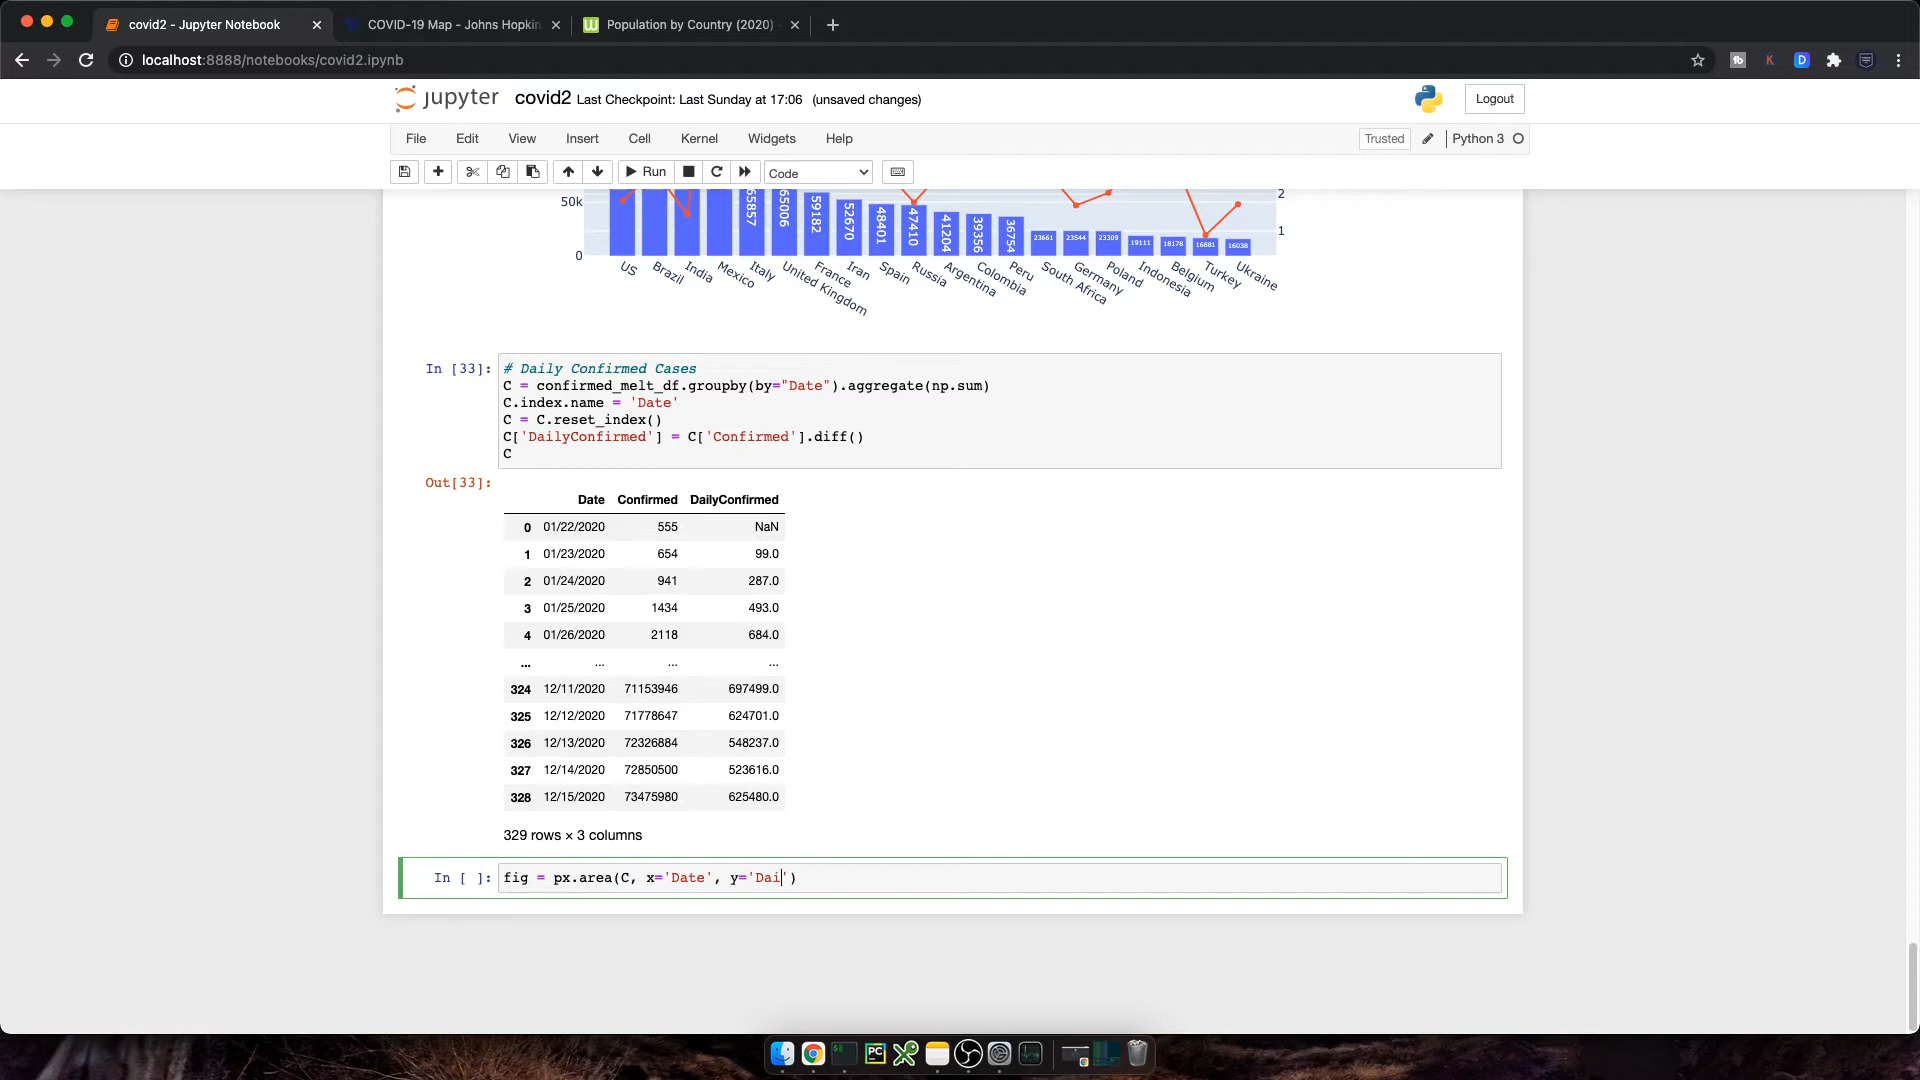 covid2 - Jupyter Notebook
COVID-19 Map - Johns Hopkin
Population by Country (2020)
localhost:8888/notebooks/covid2.ipynb
jupyter covid2 Last Checkpoint: Last Sunday at 17:06 (unsaved changes)
Logout
File Edit View Insert Cell Kernel Widgets Help
Trusted Python 3
Run Code
50k 65857 65006 59182 52670 48401 47410 41204 39356 36754 23661 23544 23309 19111 18178 16881 16038 2
1
0
US Brazil India Mexico Italy United Kingdom France Iran Spain Russia Argentina Colombia Peru South Africa Germany Poland Indonesia Belgium Turkey Ukraine
In [33]: # Daily Confirmed Cases
C = confirmed_melt_df.groupby(by="Date").aggregate(np.sum)
C.index.name = 'Date'
C = C.reset_index()
C['DailyConfirmed'] = C['Confirmed'].diff()
C
Out[33]:
Date Confirmed DailyConfirmed
0 01/22/2020 555 NaN
1 01/23/2020 654 99.0
2 01/24/2020 941 287.0
3 01/25/2020 1434 493.0
4 01/26/2020 2118 684.0
... ... ... ...
324 12/11/2020 71153946 697499.0
325 12/12/2020 71778647 624701.0
326 12/13/2020 72326884 548237.0
327 12/14/2020 72850500 523616.0
328 12/15/2020 73475980 625480.0
329 rows × 3 columns
In [ ]: fig = px.area(C, x='Date', y='Dai')